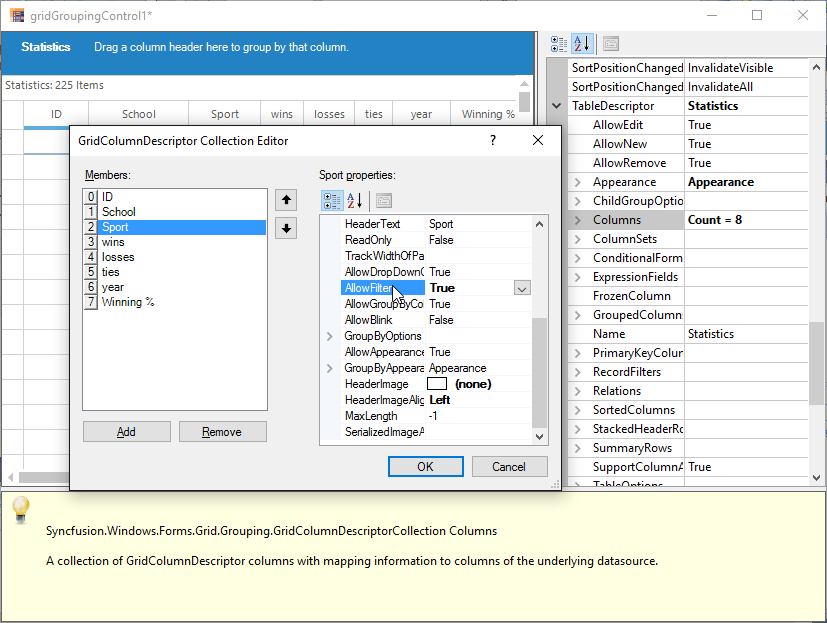 gridGroupingControl1*
Statistics Drag a column header here to group by that column.
Statistics: 225 Items
ID School Sport wins losses ties year Winning %
SortPositionChanged InvalidateVisible
SortPositionChanged InvalidateAll
TableDescriptor Statistics
AllowEdit True
AllowNew True
AllowRemove True
Appearance Appearance
ChildGroupOptio
Columns Count = 8
ColumnSets
ConditionalForm
ExpressionFields
FrozenColumn
GroupedColumn
Name Statistics
PrimaryKeyColur
RecordFilters
Relations
SortedColumns
StackedHeaderRo
SummaryRows
SupportColumnA True
TableOptions
GridColumnDescriptor Collection Editor ?
Members:
0 ID
1 School
2 Sport
3 wins
4 losses
5 ties
6 year
7 Winning %
Add Remove
Sport properties:
HeaderText Sport
ReadOnly False
TrackWidthOfPa
AllowDropDownC True
AllowFilter True
AllowGroupByCo True
AllowBlink False
GroupByOptions
AllowAppearance True
GroupByAppeara Appearance
HeaderImage (none)
HeaderImageAlig Left
MaxLength -1
SerializedImageA
OK Cancel
Syncfusion.Windows.Forms.Grid.Grouping.GridColumnDescriptorCollection Columns
A collection of GridColumnDescriptor columns with mapping information to columns of the underlying datasource.